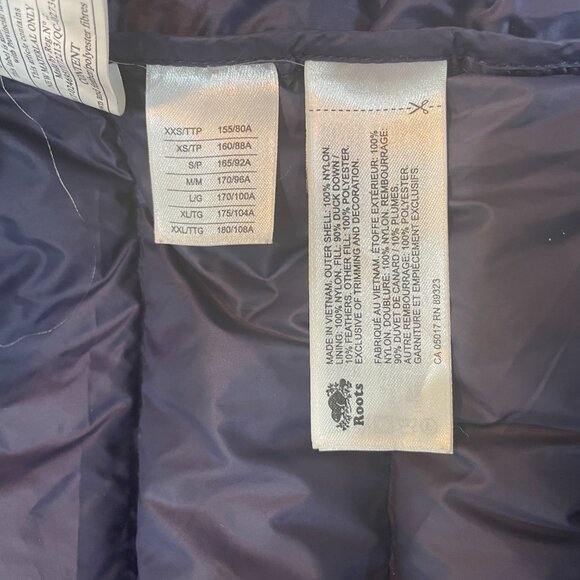 XXS/TTP 155/80A
XS/TP 160/88A
S/P 165/92A
M/M 170/96A
L/G 170/100A
XL/TG 175/104A
XXL/TTG 180/108A
MADE IN VIETNAM. OUTER SHELL: 100% NYLON.
LINING: 100% NYLON. FILL: 90% DUCK DOWN /
10% FEATHERS. OTHER FILL: 100% POLYESTER.
EXCLUSIVE OF TRIMMING AND DECORATION.
FABRIQUÉ AU VIETNAM. ÉTOFFE EXTÉRIEUR: 100%
NYLON. DOUBLURE: 100% NYLON. REMBOURRAGE:
90% DUVET DE CANARD / 10% PLUMES.
AUTRE REMBOURRAGE: 100% POLYESTER.
GARNITURE ET EMPIÈCEMENT EXCLUSIFS.
CA 05017 RN 89323
Roots